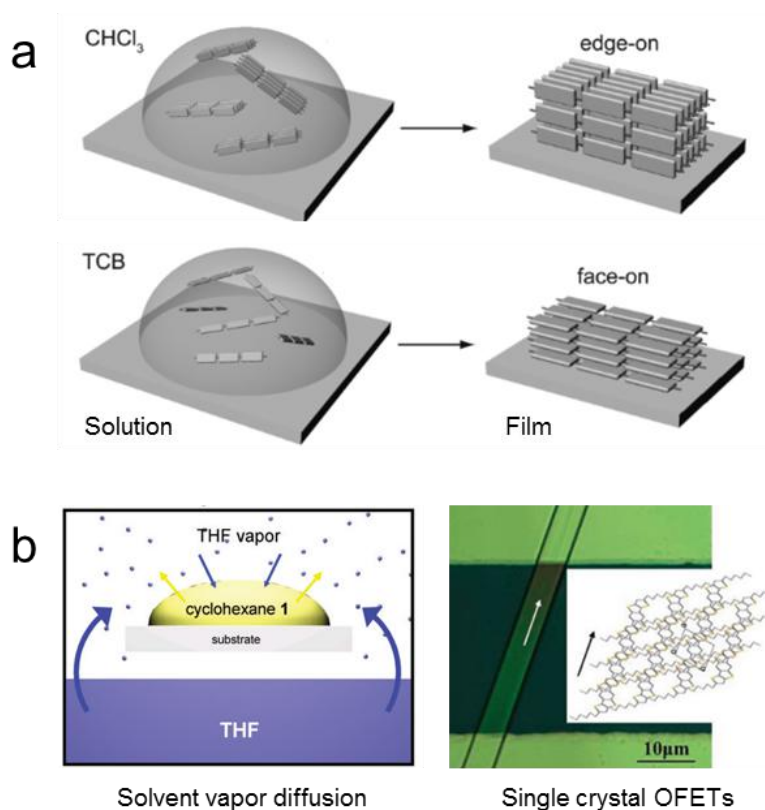 a
CHCl₃
edge-on
TCB
face-on
Solution
Film
b
THF vapor
cyclohexane 1
substrate
THF
10μm
Solvent vapor diffusion
Single crystal OFETs